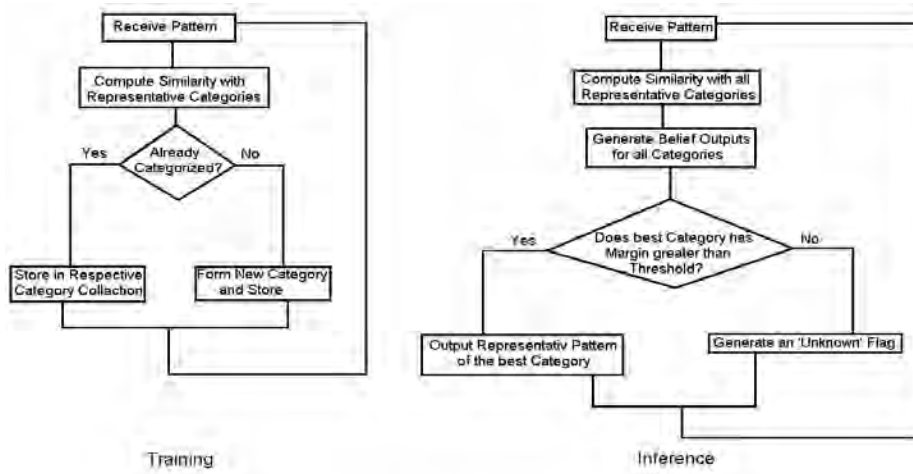 Receive Pattern
Compute Similarity with
Representative Categories
Already
Categorized?
Yes
No
Store in Respective
Category Collection
Form New Category
and Store
Training
Receive Pattern
Compute Similarity with all
Representative Categories
Generate Belief Outputs
for all Categories
Does best Category has
Margin greater than
Threshold?
Yes
No
Output Representativ Pattern
of the best Category
Generate an 'Unknown' Flag
Inference